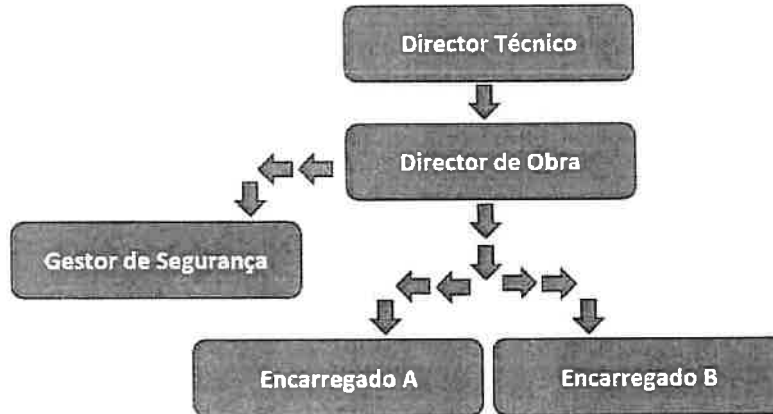 Director Técnico
Director de Obra
Gestor de Segurança
Encarregado A
Encarregado B